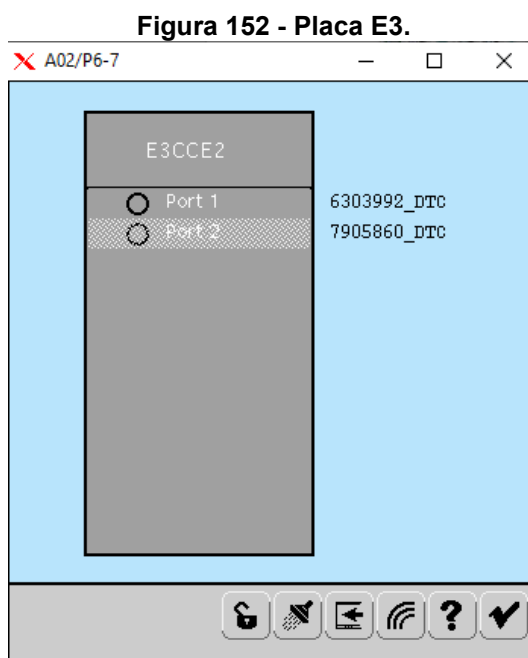 Figura 152 - Placa E3.
A02/P6-7
E3CCE2
Port 1 6303992_DTC
Port 2 7905860_DTC
?